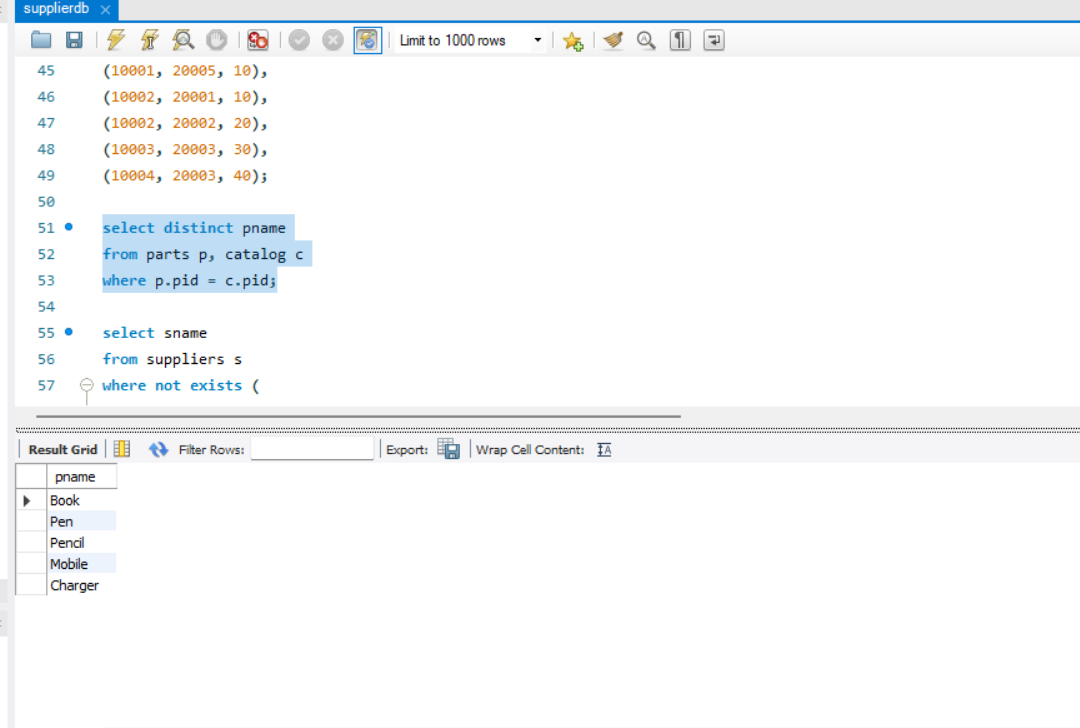 supplierdb ×
Limit to 1000 rows
45 (10001, 20005, 10),
46 (10002, 20001, 10),
47 (10002, 20002, 20),
48 (10003, 20003, 30),
49 (10004, 20003, 40);
50
51 select distinct pname
52 from parts p, catalog c
53 where p.pid = c.pid;
54
55 select sname
56 from suppliers s
57 where not exists (
Result Grid Filter Rows: Export: Wrap Cell Content: IA
pname
Book
Pen
Pencil
Mobile
Charger